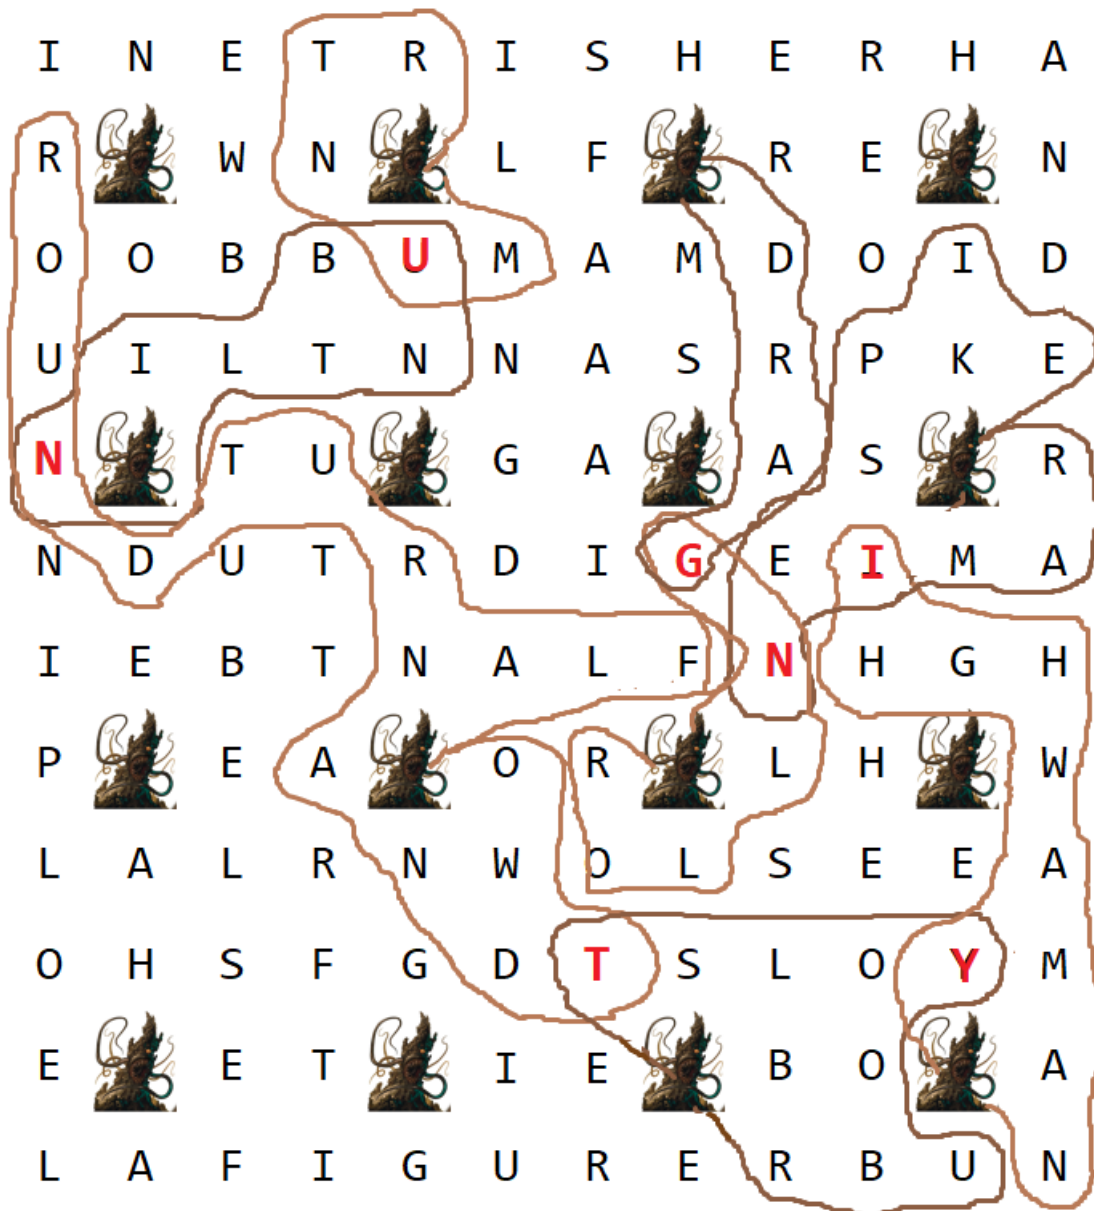 I N E T R I S H E R H A
R W N L F R E N
O O B B U M A M D O I D
U I L T N N A S R P K E
N T U G A A S R
N D U T R D I G E I M A
I E B T N A L F N H G H
P E A O R L H W
L A L R N W O L S E E A
O H S F G D T S L O Y M
E E T I E B O A
L A F I G U R E R B U N